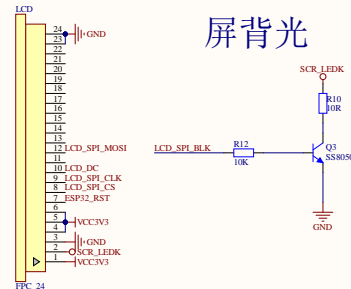 LCD
屏背光
24
23
GND
22
21
20
19
18
17
16
15
14
13
12 LCD_SPI_MOSI
11
10 LCD_DC
9 LCD_SPI_CLK
8 LCD_SPI_CS
7 ESP32_RST
6
5 VCC3V3
4
3 GND
2 SCR_LEDK
1 VCC3V3
FPC_24
SCR_LEDK
R10
10R
LCD_SPI_BLK
R12
10K
Q3
SS8050
GND